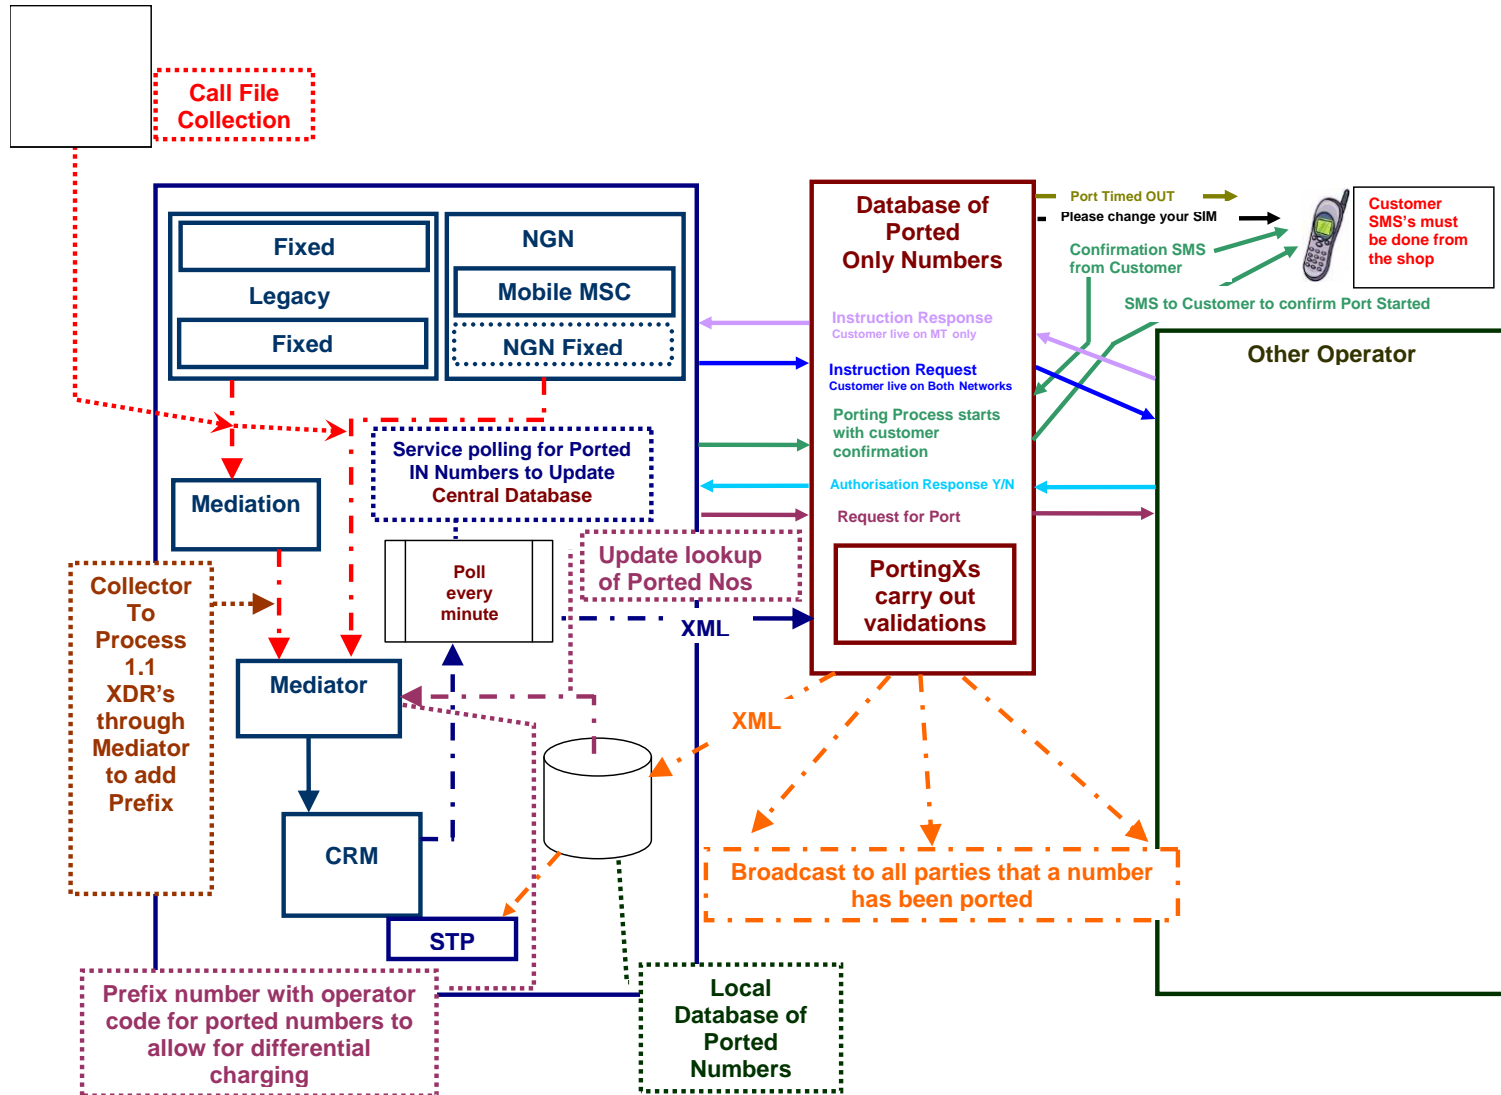 Call File
Collection
Fixed
Legacy
Fixed
NGN
Mobile MSC
NGN Fixed
Database of
Ported
Only Numbers
Port Timed OUT
Please change your SIM
Confirmation SMS
from Customer
SMS to Customer to confirm Port Started
Customer
SMS's must
be done from
the shop
Instruction Response
Customer live on MT only
Instruction Request
Customer live on Both Networks
Porting Process starts
with customer
confirmation
Authorisation Response Y/N
Request for Port
PortingXs
carry out
validations
Other Operator
Service polling for Ported
IN Numbers to Update
Central Database
Mediation
Poll
every
minute
Update lookup
of Ported Nos
XML
Collector
To
Process
1.1
XDR's
through
Mediator
to add
Prefix
Mediator
XML
CRM
STP
Broadcast to all parties that a number
has been ported
Prefix number with operator
code for ported numbers to
allow for differential
charging
Local
Database of
Ported
Numbers